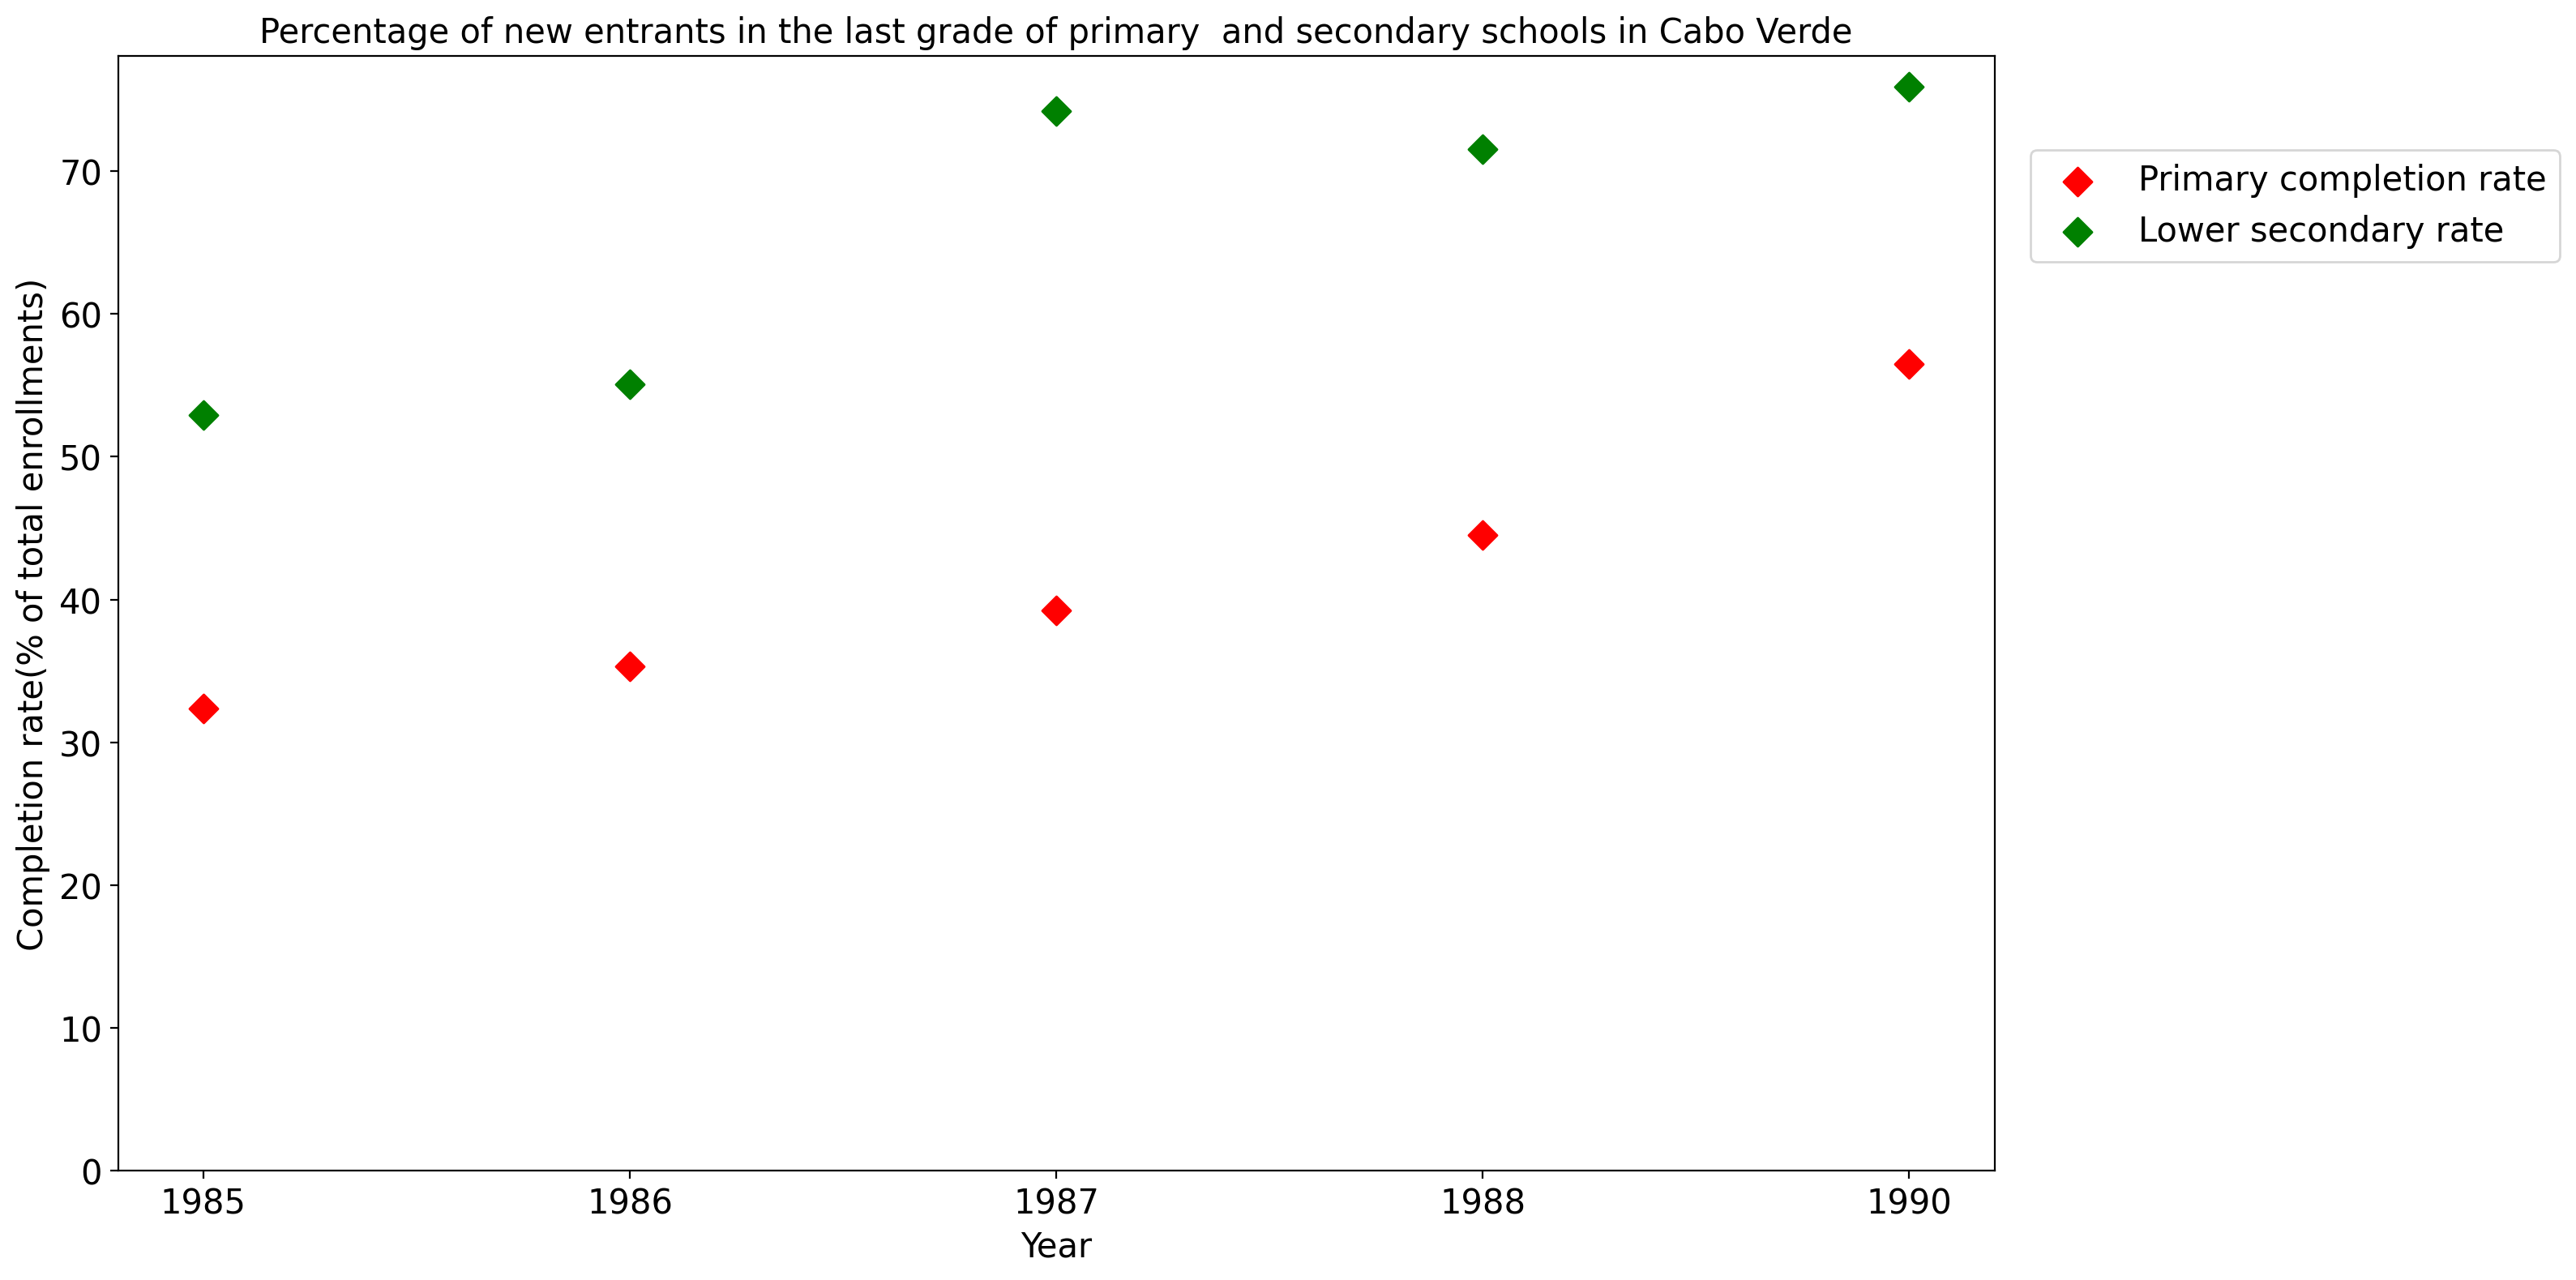 Percentage of new entrants in the last grade of primary  and secondary schools in Cabo Verde
Completion rate(% of total enrollments)
70
60
50
40
30
20
10
0
1985 1986 1987 1988 1990
Year
Primary completion rate
Lower secondary rate